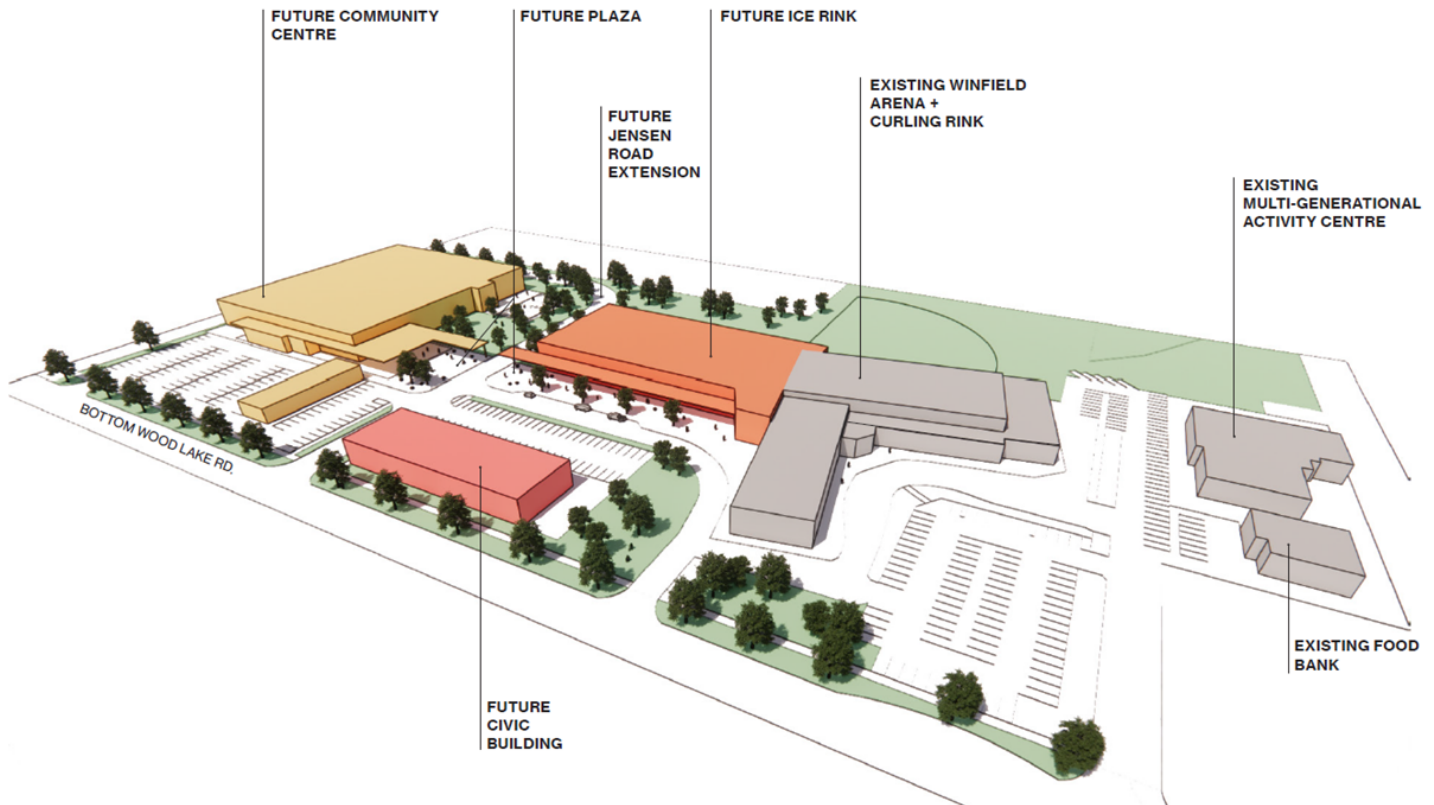 FUTURE COMMUNITY
CENTRE
FUTURE PLAZA
FUTURE ICE RINK
FUTURE
JENSEN
ROAD
EXTENSION
EXISTING WINFIELD
ARENA +
CURLING RINK
EXISTING
MULTI-GENERATIONAL
ACTIVITY CENTRE
BOTTOM WOOD LAKE RD.
EXISTING FOOD
BANK
FUTURE
CIVIC
BUILDING